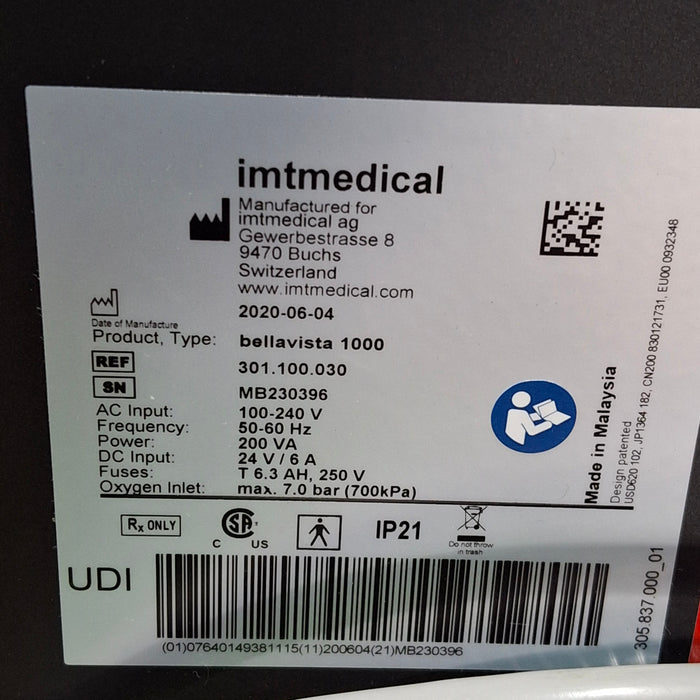 imtmedical
Manufactured for
imtmedical ag
Gewerbestrasse 8
9470 Buchs
Switzerland
www.imtmedical.com
Date of Manufacture 2020-06-04
Product, Type: bellavista 1000
REF 301.100.030
SN MB230396
AC Input: 100-240 V
Frequency: 50-60 Hz
Power: 200 VA
DC Input: 24 V / 6 A
Fuses: T 6.3 AH, 250 V
Oxygen Inlet: max. 7.0 bar (700kPa)
Made in Malaysia
Design patented
USD620 102, JP1364 182, CN200 830121731, EU00 0932348
Rx ONLY
SA
C US
IP21
Do not throw
in trash
UDI
(01)07640149381115(11)200604(21)MB230396
305.837.000_01